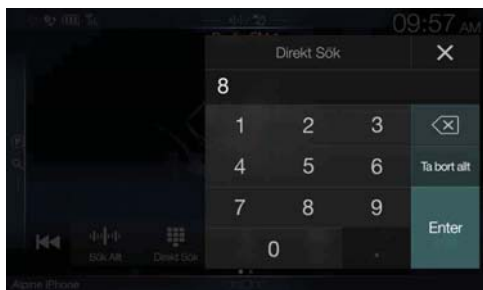 09:57 AM
Direkt Sök
8
1 2 3
4 5 6 Ta bort allt
7 8 9
Enter
0 .
Sök Alt Direkt Sök
Alpine iPhone